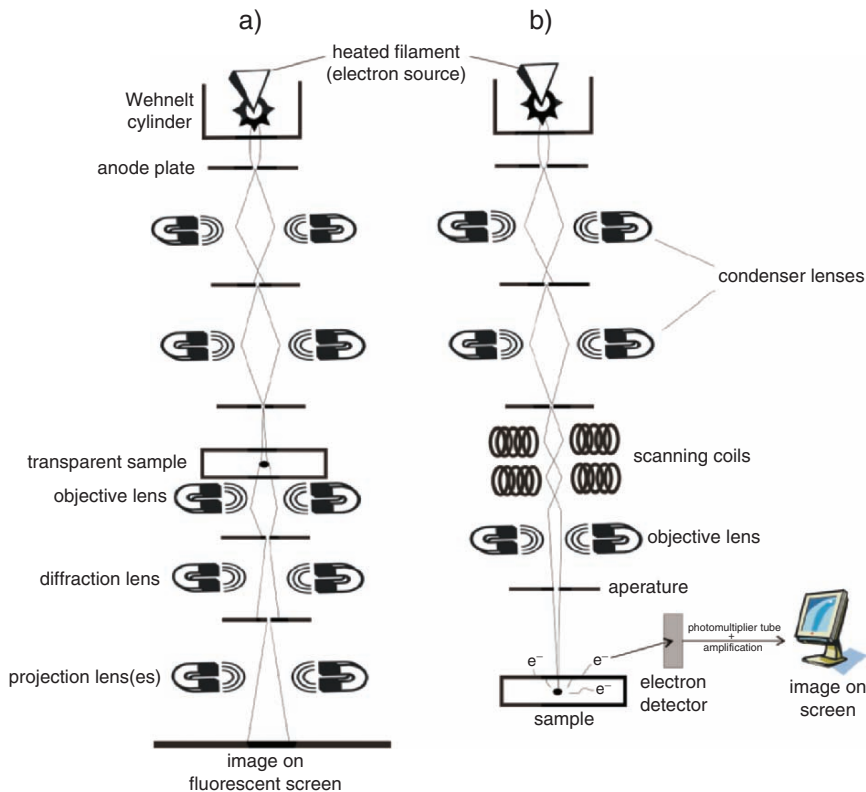 a)
b)
heated filament
(electron source)
Wehnelt
cylinder
anode plate
condenser lenses
transparent sample
scanning coils
objective lens
objective lens
diffraction lens
aperature
photomultiplier tube
+
amplification
e⁻
e⁻
e⁻
projection lens(es)
electron
detector
image on
screen
sample
image on
fluorescent screen